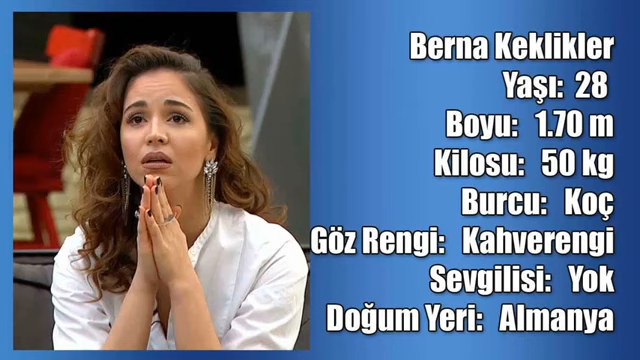 Berna Keklikler
Yaşı: 28
Boyu: 1.70 m
Kilosu: 50 kg
Burcu: Koç
Göz Rengi: Kahverengi
Sevgilisi: Yok
Doğum Yeri: Almanya